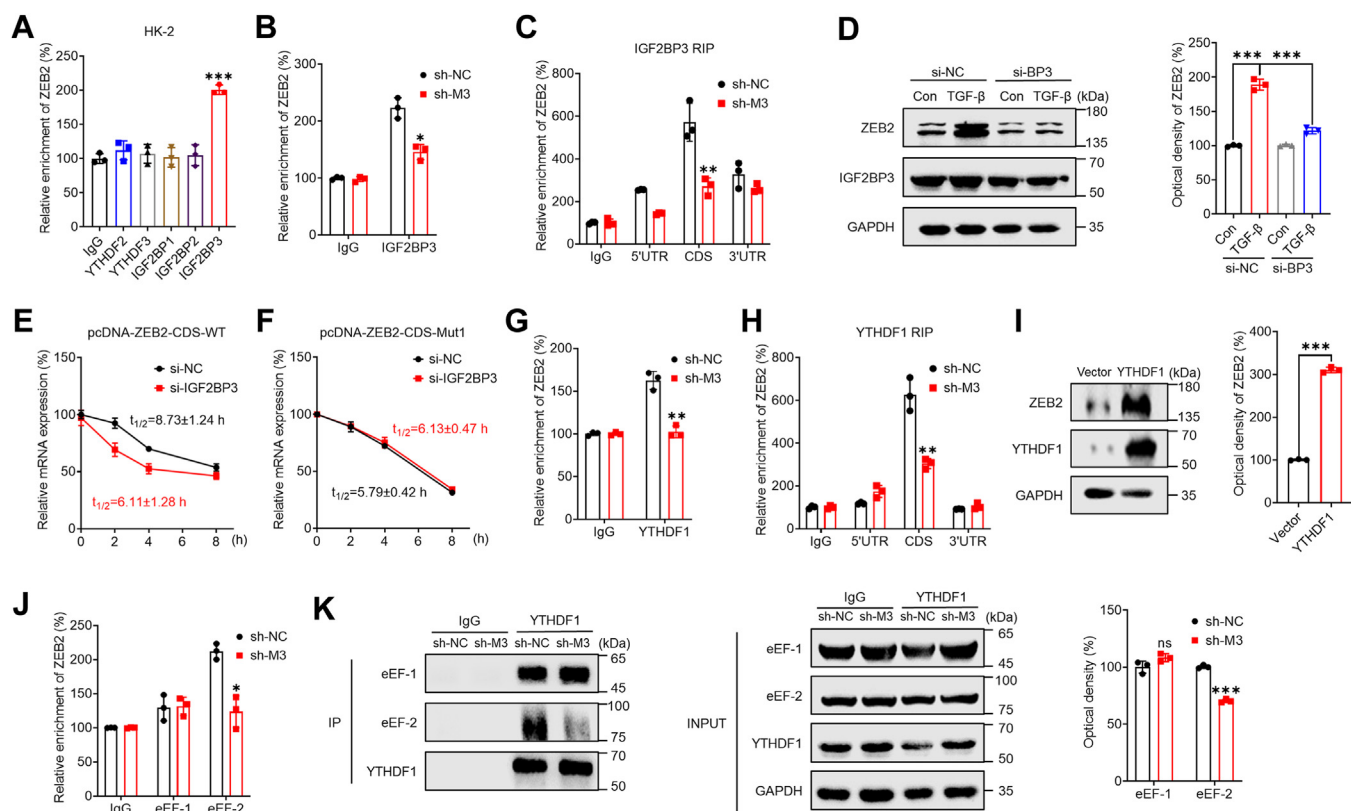 A
HK-2
Relative enrichment of ZEB2 (%)
250
200
150
100
50
0
***
IgG
YTHDF2
YTHDF3
IGF2BP1
IGF2BP2
IGF2BP3
B
Relative enrichment of ZEB2 (%)
300
200
100
0
sh-NC
sh-M3
*
IgG IGF2BP3
C
IGF2BP3 RIP
Relative enrichment of ZEB2 (%)
800
600
400
200
0
sh-NC
sh-M3
**
IgG 5'UTR CDS 3'UTR
D
si-NC si-BP3
Con TGF-β Con TGF-β (kDa)
ZEB2
180
135
IGF2BP3
70
50
GAPDH
35
Optical density of ZEB2 (%)
250
200
150
100
50
0
*** ***
Con TGF-β Con TGF-β
si-NC si-BP3
E
pcDNA-ZEB2-CDS-WT
Relative mRNA expression (%)
150
100
50
0
si-NC
si-IGF2BP3
t1/2=8.73±1.24 h
t1/2=6.11±1.28 h
0 2 4 6 8 (h)
F
pcDNA-ZEB2-CDS-Mut1
Relative mRNA expression (%)
150
100
50
0
si-NC
si-IGF2BP3
t1/2=6.13±0.47 h
t1/2=5.79±0.42 h
0 2 4 6 8 (h)
G
Relative enrichment of ZEB2 (%)
200
150
100
50
0
sh-NC
sh-M3
**
IgG YTHDF1
H
YTHDF1 RIP
Relative enrichment of ZEB2 (%)
800
600
400
200
0
sh-NC
sh-M3
**
IgG 5'UTR CDS 3'UTR
I
Vector YTHDF1 (kDa)
ZEB2
180
135
YTHDF1
70
50
GAPDH
35
Optical density of ZEB2 (%)
400
300
200
100
0
***
Vector
YTHDF1
J
Relative enrichment of ZEB2 (%)
250
200
150
100
50
0
sh-NC
sh-M3
*
IgG eEF-1 eEF-2
K
IgG YTHDF1
sh-NC sh-M3 sh-NC sh-M3 (kDa)
IP
eEF-1
65
45
eEF-2
100
75
YTHDF1
70
50
IgG YTHDF1
sh-NC sh-M3 sh-NC sh-M3 (kDa)
INPUT
eEF-1
65
45
eEF-2
100
75
YTHDF1
70
50
GAPDH
35
Optical density (%)
150
100
50
0
sh-NC
sh-M3
ns
***
eEF-1 eEF-2